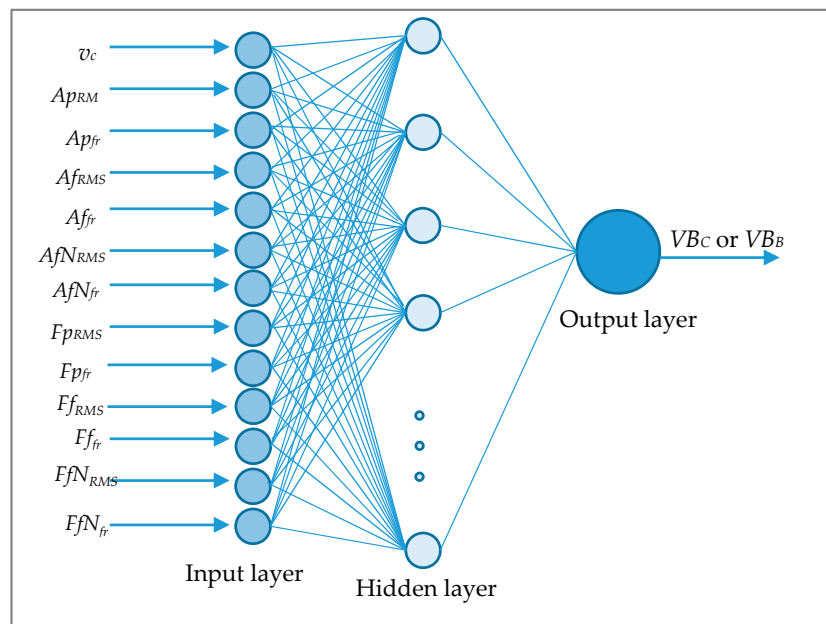 vc
ApRM
Apfr
AfRMS
Affr
AfNRMS
AfNfr
FpRMS
Fpfr
FfRMS
Fffr
FfNRMS
FfNfr
Input layer
Hidden layer
Output layer
VBC or VBB